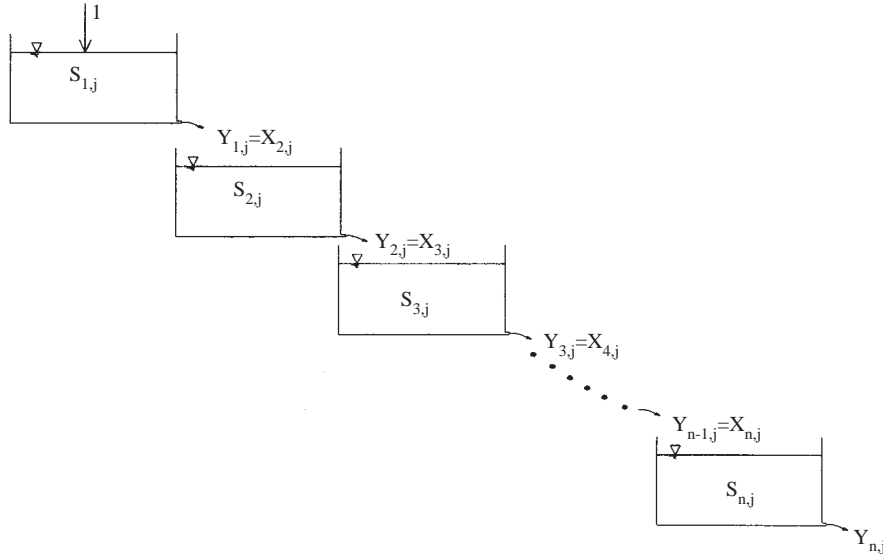 1
S1,j
Y1,j=X2,j
S2,j
Y2,j=X3,j
S3,j
Y3,j=X4,j
Yn-1,j=Xn,j
Sn,j
Yn,j